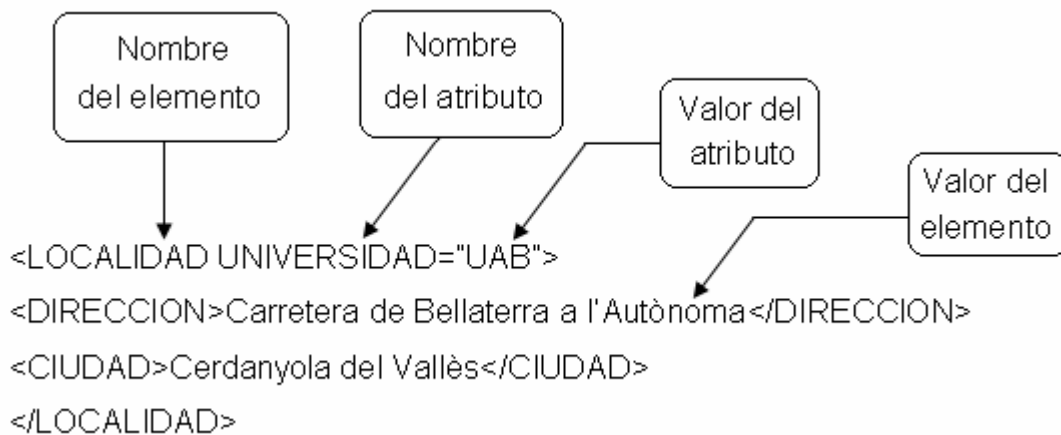 Nombre
del elemento
Nombre
del atributo
Valor del
atributo
Valor del
elemento
<LOCALIDAD UNIVERSIDAD="UAB">
<DIRECCION>Carretera de Bellaterra a l'Autònoma</DIRECCION>
<CIUDAD>Cerdanyola del Vallès</CIUDAD>
</LOCALIDAD>